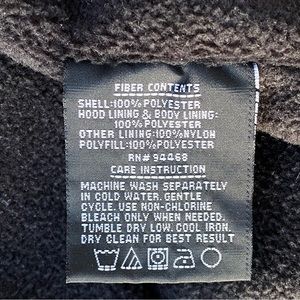 FIBER CONTENTS
SHELL:100% POLYESTER
HOOD LINING & BODY LINING:
100% POLYESTER
OTHER LINING:100%NYLON
POLYFILL:100% POLYESTER
RN# 94468
CARE INSTRUCTION
MACHINE WASH SEPARATELY
IN COLD WATER. GENTLE
CYCLE. USE NON-CHLORINE.
BLEACH ONLY WHEN NEEDED.
TUMBLE DRY LOW. COOL IRON.
DRY CLEAN FOR BEST RESULT